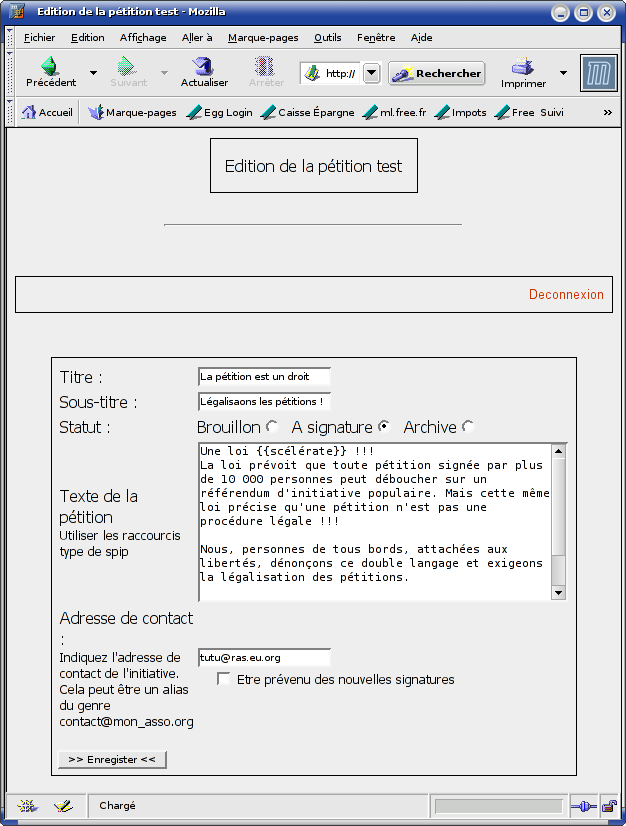 Edition de la pétition test - Mozilla
Fichier Edition Affichage Aller à Marque-pages Outils Fenêtre Aide
Précédent Suivant Actualiser Arrêter http:// Rechercher Imprimer
Accueil Marque-pages Egg Login Caisse Épargne ml.free.fr Impots Free Suivi »
Edition de la pétition test
Deconnexion
Titre : La pétition est un droit
Sous-titre : Légalisaons les pétitions !
Statut : Brouillon A signature Archive
Texte de la
pétition
Utiliser les raccourcis
type de spip
Une loi {{scélérate}} !!!
La loi prévoit que toute pétition signée par plus
de 10 000 personnes peut déboucher sur un
référendum d'initiative populaire. Mais cette même
loi précise qu'une pétition n'est pas une
procédure légale !!!
Nous, personnes de tous bords, attachées aux
libertés, dénonçons ce double langage et exigeons
la légalisation des pétitions.
Adresse de contact
:
Indiquez l'adresse de
contact de l'initiative.
Cela peut être un alias
du genre
contact@mon_asso.org
tutu@ras.eu.org
Etre prévenu des nouvelles signatures
>> Enregister <<
Chargé